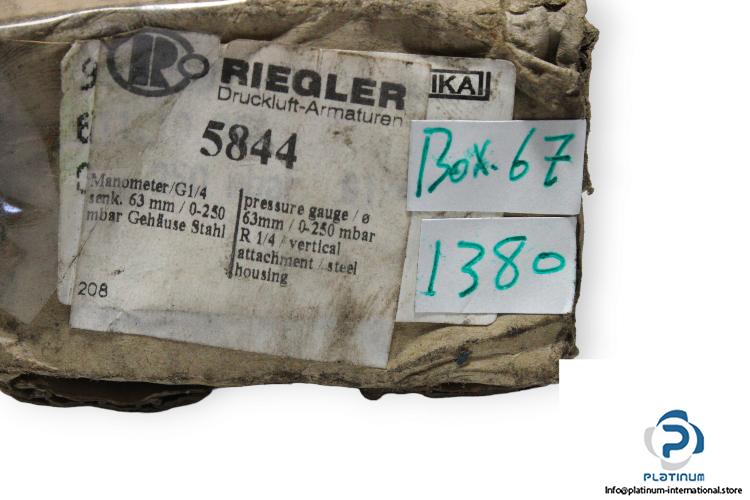 RIEGLER
Druckluft-Armaturen
IKA
5844
Manometer/G1/4
senk. 63 mm / 0-250
mbar Gehäuse Stahl
pressure gauge / ø
63mm / 0-250 mbar
R 1/4 / vertical
attachment / steel
housing
208
Box.67
1380
PLATINUM
Info@platinum-international.store